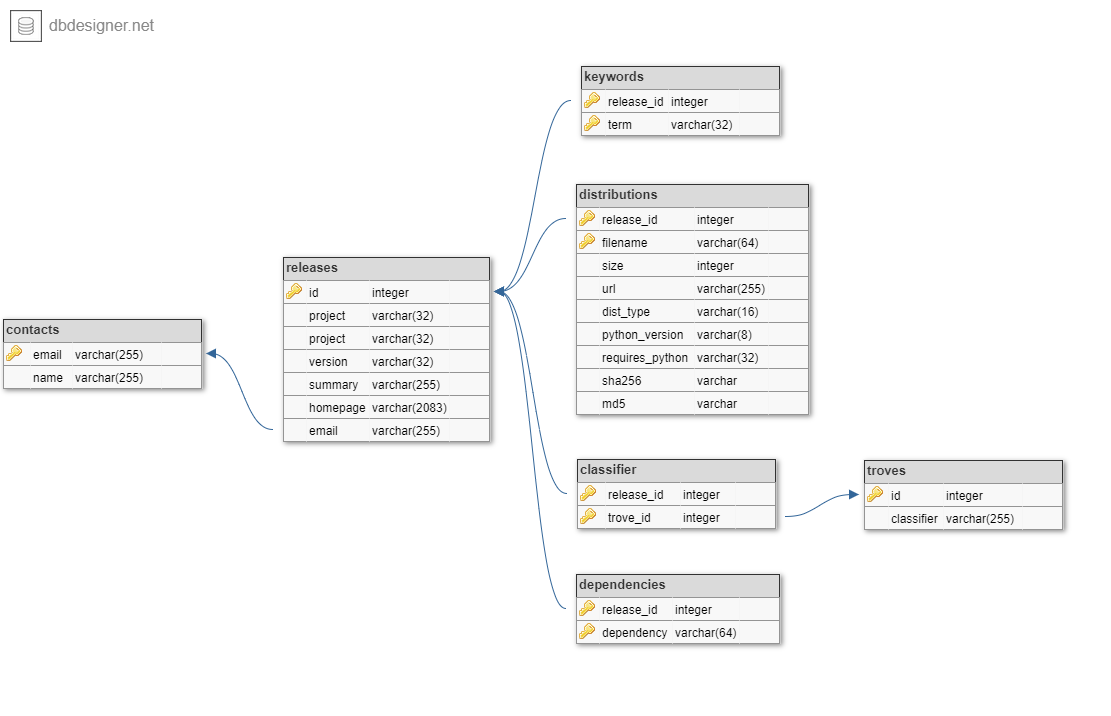 dbdesigner.net
keywords
release_id integer
term varchar(32)
distributions
release_id integer
filename varchar(64)
size integer
url varchar(255)
dist_type varchar(16)
python_version varchar(8)
requires_python varchar(32)
sha256 varchar
md5 varchar
releases
id integer
project varchar(32)
project varchar(32)
version varchar(32)
summary varchar(255)
homepage varchar(2083)
email varchar(255)
contacts
email varchar(255)
name varchar(255)
classifier
release_id integer
trove_id integer
troves
id integer
classifier varchar(255)
dependencies
release_id integer
dependency varchar(64)